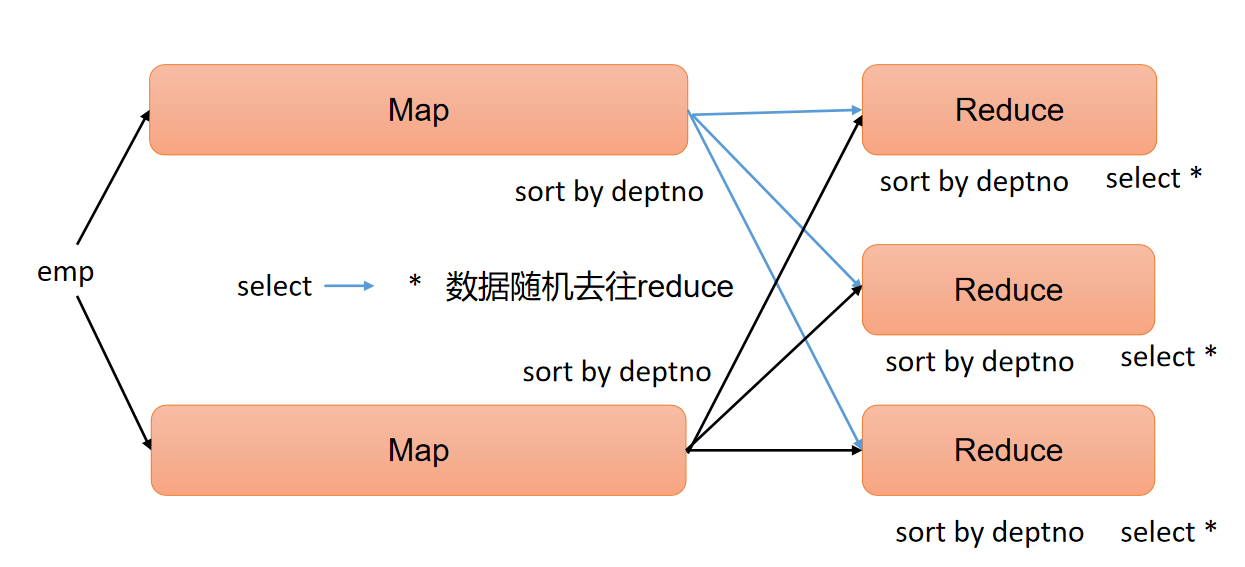 Map
Reduce
sort by deptno
sort by deptno select *
emp
select * 数据随机去往reduce
Reduce
sort by deptno
sort by deptno select *
Map
Reduce
sort by deptno select *